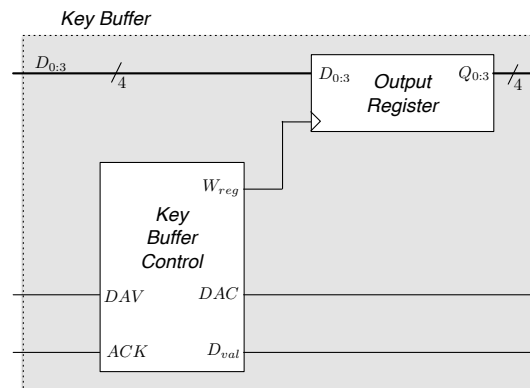 Key Buffer
D0:3
4
D0:3
Output
Register
Q0:3
4
Wreg
Key
Buffer
Control
DAV
DAC
ACK
Dval